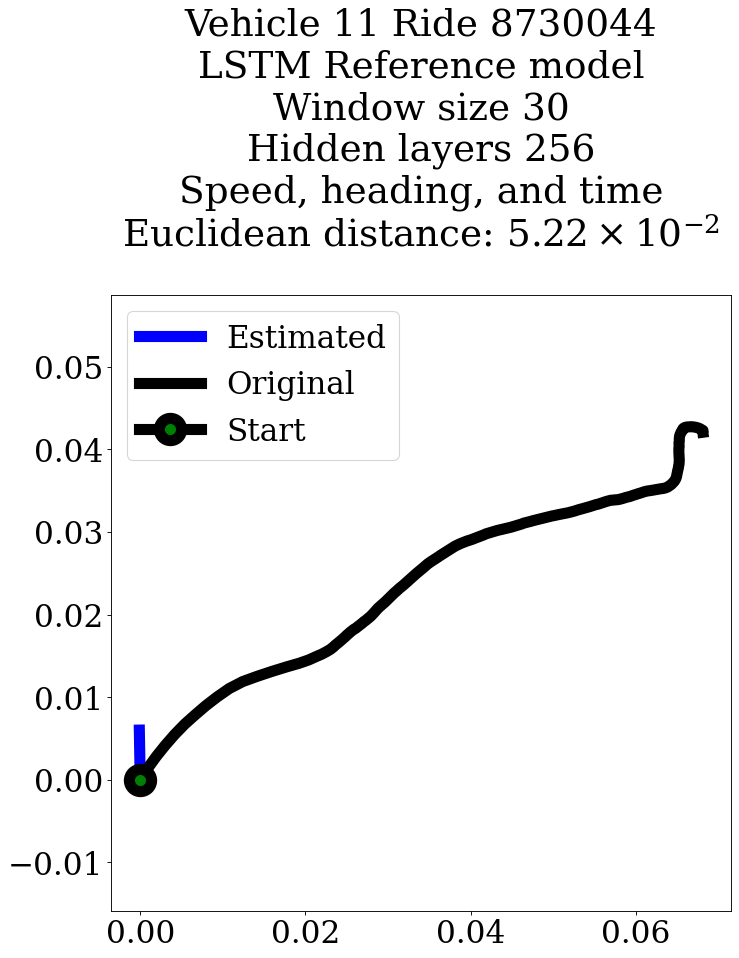 Vehicle 11 Ride 8730044
LSTM Reference model
Window size 30
Hidden layers 256
Speed, heading, and time
Euclidean distance: 5.22 × 10⁻²
Estimated
Original
Start
0.05
0.04
0.03
0.02
0.01
0.00
−0.01
0.00 0.02 0.04 0.06